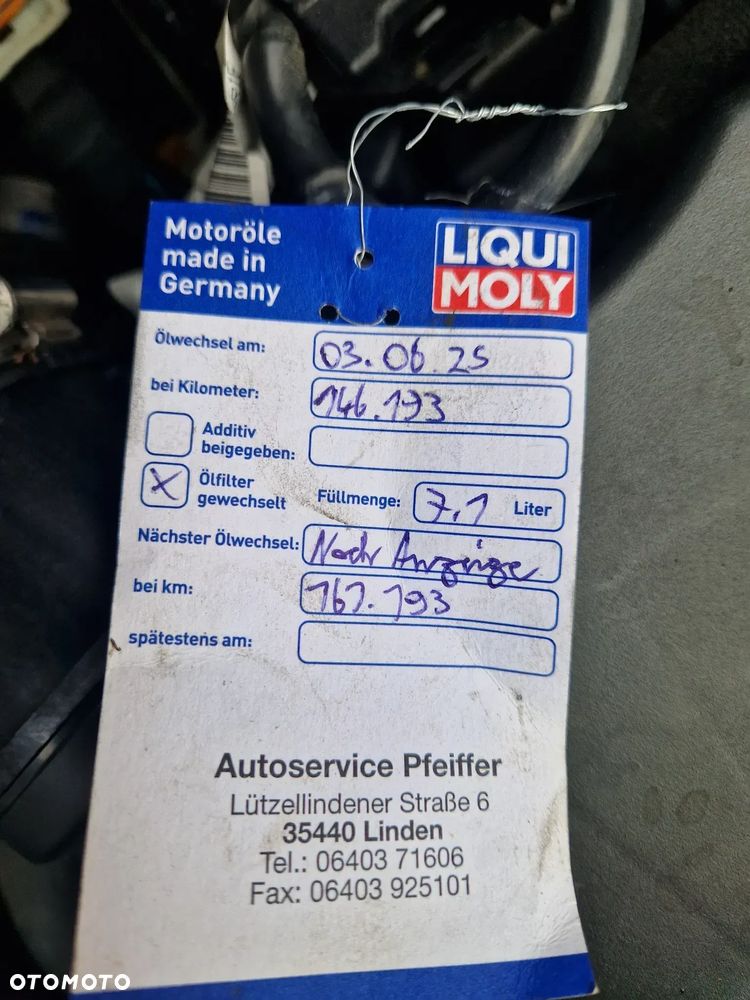 Motoröle
made in
Germany
LIQUI
MOLY
Ölwechsel am: 03.06.25
bei Kilometer: 146.193
Additiv
beigegeben:
X Ölfilter
gewechselt
Füllmenge: 7,1 Liter
Nächster Ölwechsel: Nach Anzeige
bei km: 161.193
spätestens am:
Autoservice Pfeiffer
Lützellindener Straße 6
35440 Linden
Tel.: 06403 71606
Fax: 06403 925101
OTOMOTO